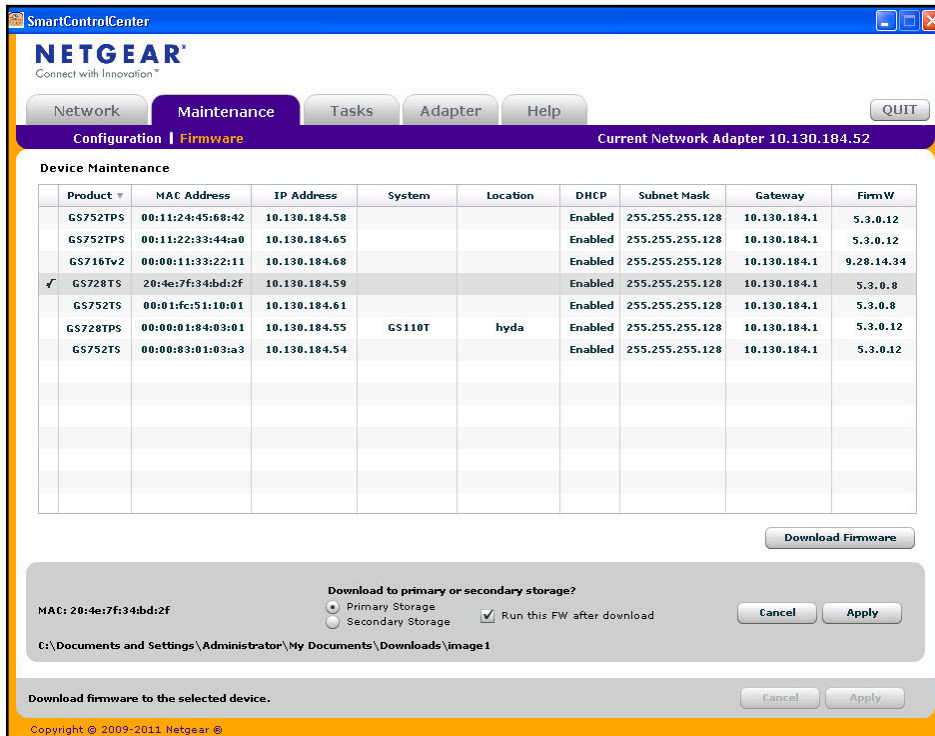 SmartControlCenter
NETGEAR®
Connect with Innovation™
Network Maintenance Tasks Adapter Help QUIT
Configuration | Firmware Current Network Adapter 10.130.184.52
Device Maintenance
Product MAC Address IP Address System Location DHCP Subnet Mask Gateway FirmW
GS752TPS 00:11:24:45:68:42 10.130.184.58 Enabled 255.255.255.128 10.130.184.1 5.3.0.12
GS752TPS 00:11:22:33:44:a0 10.130.184.65 Enabled 255.255.255.128 10.130.184.1 5.3.0.12
GS716Tv2 00:00:11:33:22:11 10.130.184.68 Enabled 255.255.255.128 10.130.184.1 9.28.14.34
√ GS728TS 20:4e:7f:34:bd:2f 10.130.184.59 Enabled 255.255.255.128 10.130.184.1 5.3.0.8
GS752TS 00:01:fc:51:10:01 10.130.184.61 Enabled 255.255.255.128 10.130.184.1 5.3.0.8
GS728TPS 00:00:01:84:03:01 10.130.184.55 GS110T hyda Enabled 255.255.255.128 10.130.184.1 5.3.0.12
GS752TS 00:00:83:01:03:a3 10.130.184.54 Enabled 255.255.255.128 10.130.184.1 5.3.0.12
Download Firmware
Download to primary or secondary storage?
MAC: 20:4e:7f:34:bd:2f Primary Storage Run this FW after download Cancel Apply
Secondary Storage
C:\Documents and Settings\Administrator\My Documents\Downloads\image1
Download firmware to the selected device. Cancel Apply
Copyright © 2009-2011 Netgear ®